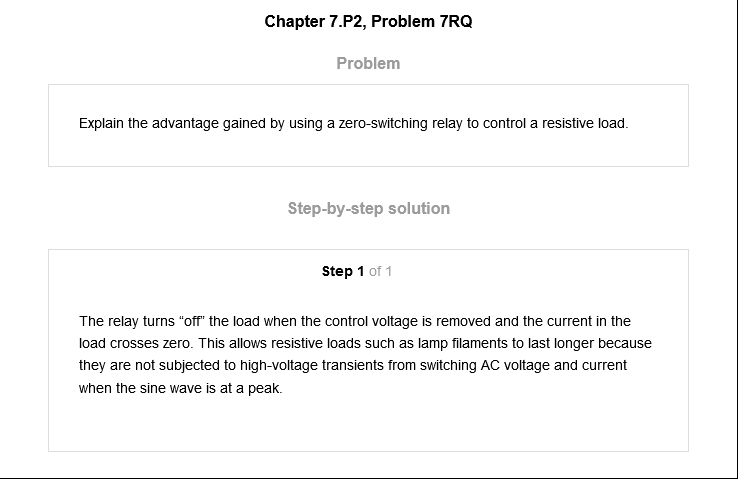 Chapter 7.P2, Problem 7RQ
Problem
Explain the advantage gained by using a zero-switching relay to control a resistive load.
Step-by-step solution
Step 1 of 1
The relay turns “off” the load when the control voltage is removed and the current in the
load crosses zero. This allows resistive loads such as lamp filaments to last longer because
they are not subjected to high-voltage transients from switching AC voltage and current
when the sine wave is at a peak.